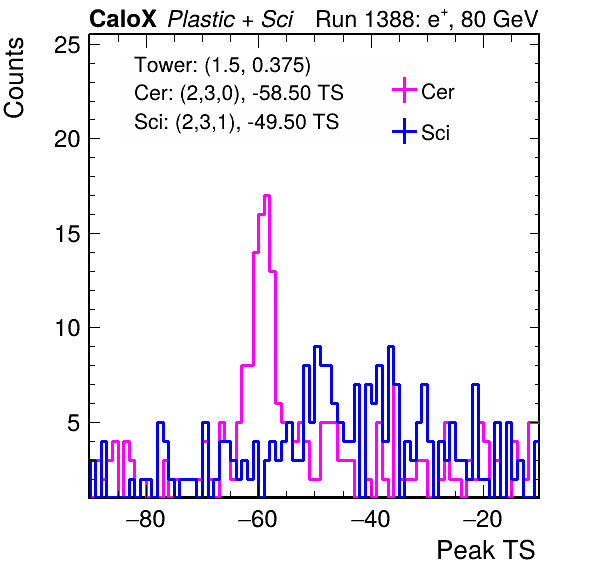 CaloX Plastic + Sci Run 1388: e+, 80 GeV
Counts
25
20
15
10
5
Tower: (1.5, 0.375)
Cer: (2,3,0), -58.50 TS
Sci: (2,3,1), -49.50 TS
Cer
Sci
−80 −60 −40 −20
Peak TS